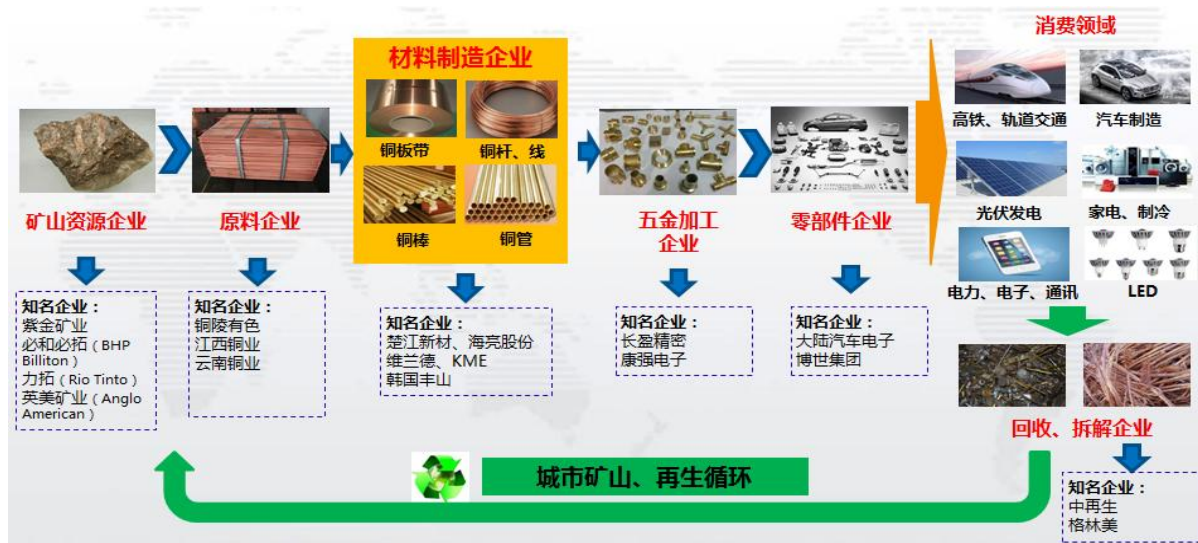 消费领域
材料制造企业
铜板带
铜杆、线
高铁、轨道交通
汽车制造
铜棒
铜管
光伏发电
家电、制冷
矿山资源企业
原料企业
五金加工
企业
零部件企业
电力、电子、通讯
LED
知名企业：
紫金矿业
必和必拓（BHP
Billiton）
力拓（Rio Tinto）
英美矿业（Anglo
American）
知名企业：
铜陵有色
江西铜业
云南铜业
知名企业：
楚江新材、海亮股份
维兰德、KME
韩国丰山
知名企业：
长盈精密
康强电子
知名企业：
大陆汽车电子
博世集团
回收、拆解企业
城市矿山、再生循环
知名企业：
中再生
格林美